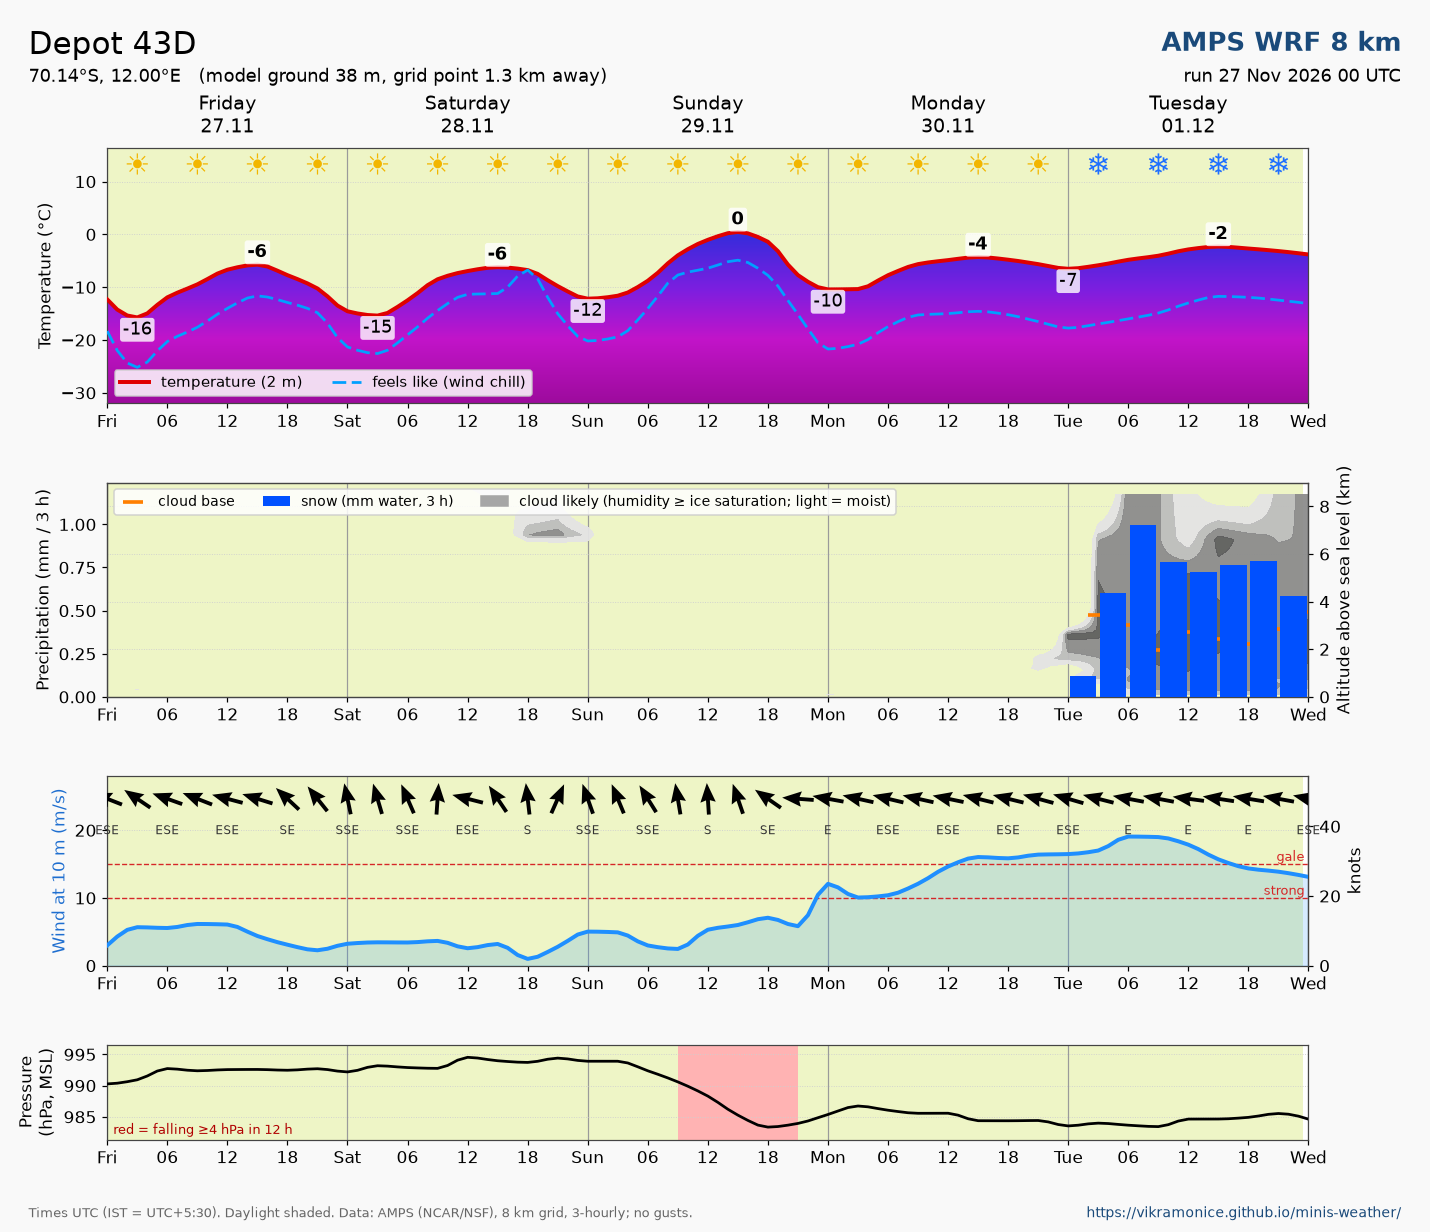 Depot 43D
AMPS WRF 8 km
70.14°S, 12.00°E (model ground 38 m, grid point 1.3 km away)
run 27 Nov 2026 00 UTC
Friday Saturday Sunday Monday Tuesday
27.11 28.11 29.11 30.11 01.12
Temperature (°C)
10
0
−10
−20
−30
-16 -6 -15 -6 -12 0 -10 -4 -7 -2
temperature (2 m) feels like (wind chill)
Fri 06 12 18 Sat 06 12 18 Sun 06 12 18 Mon 06 12 18 Tue 06 12 18 Wed
Precipitation (mm / 3 h)
cloud base snow (mm water, 3 h) cloud likely (humidity ≥ ice saturation; light = moist)
1.00
0.75
0.50
0.25
0.00
8
6
4
2
0
Altitude above sea level (km)
Fri 06 12 18 Sat 06 12 18 Sun 06 12 18 Mon 06 12 18 Tue 06 12 18 Wed
Wind at 10 m (m/s)
20
10
0
ESE ESE ESE SE SSE SSE ESE S SSE SSE S SE E ESE ESE ESE ESE E E E ESE
gale
strong
40
20
0
knots
Fri 06 12 18 Sat 06 12 18 Sun 06 12 18 Mon 06 12 18 Tue 06 12 18 Wed
Pressure
(hPa, MSL)
995
990
985
red = falling ≥4 hPa in 12 h
Fri 06 12 18 Sat 06 12 18 Sun 06 12 18 Mon 06 12 18 Tue 06 12 18 Wed
Times UTC (IST = UTC+5:30). Daylight shaded. Data: AMPS (NCAR/NSF), 8 km grid, 3-hourly; no gusts.
https://vikramonice.github.io/minis-weather/